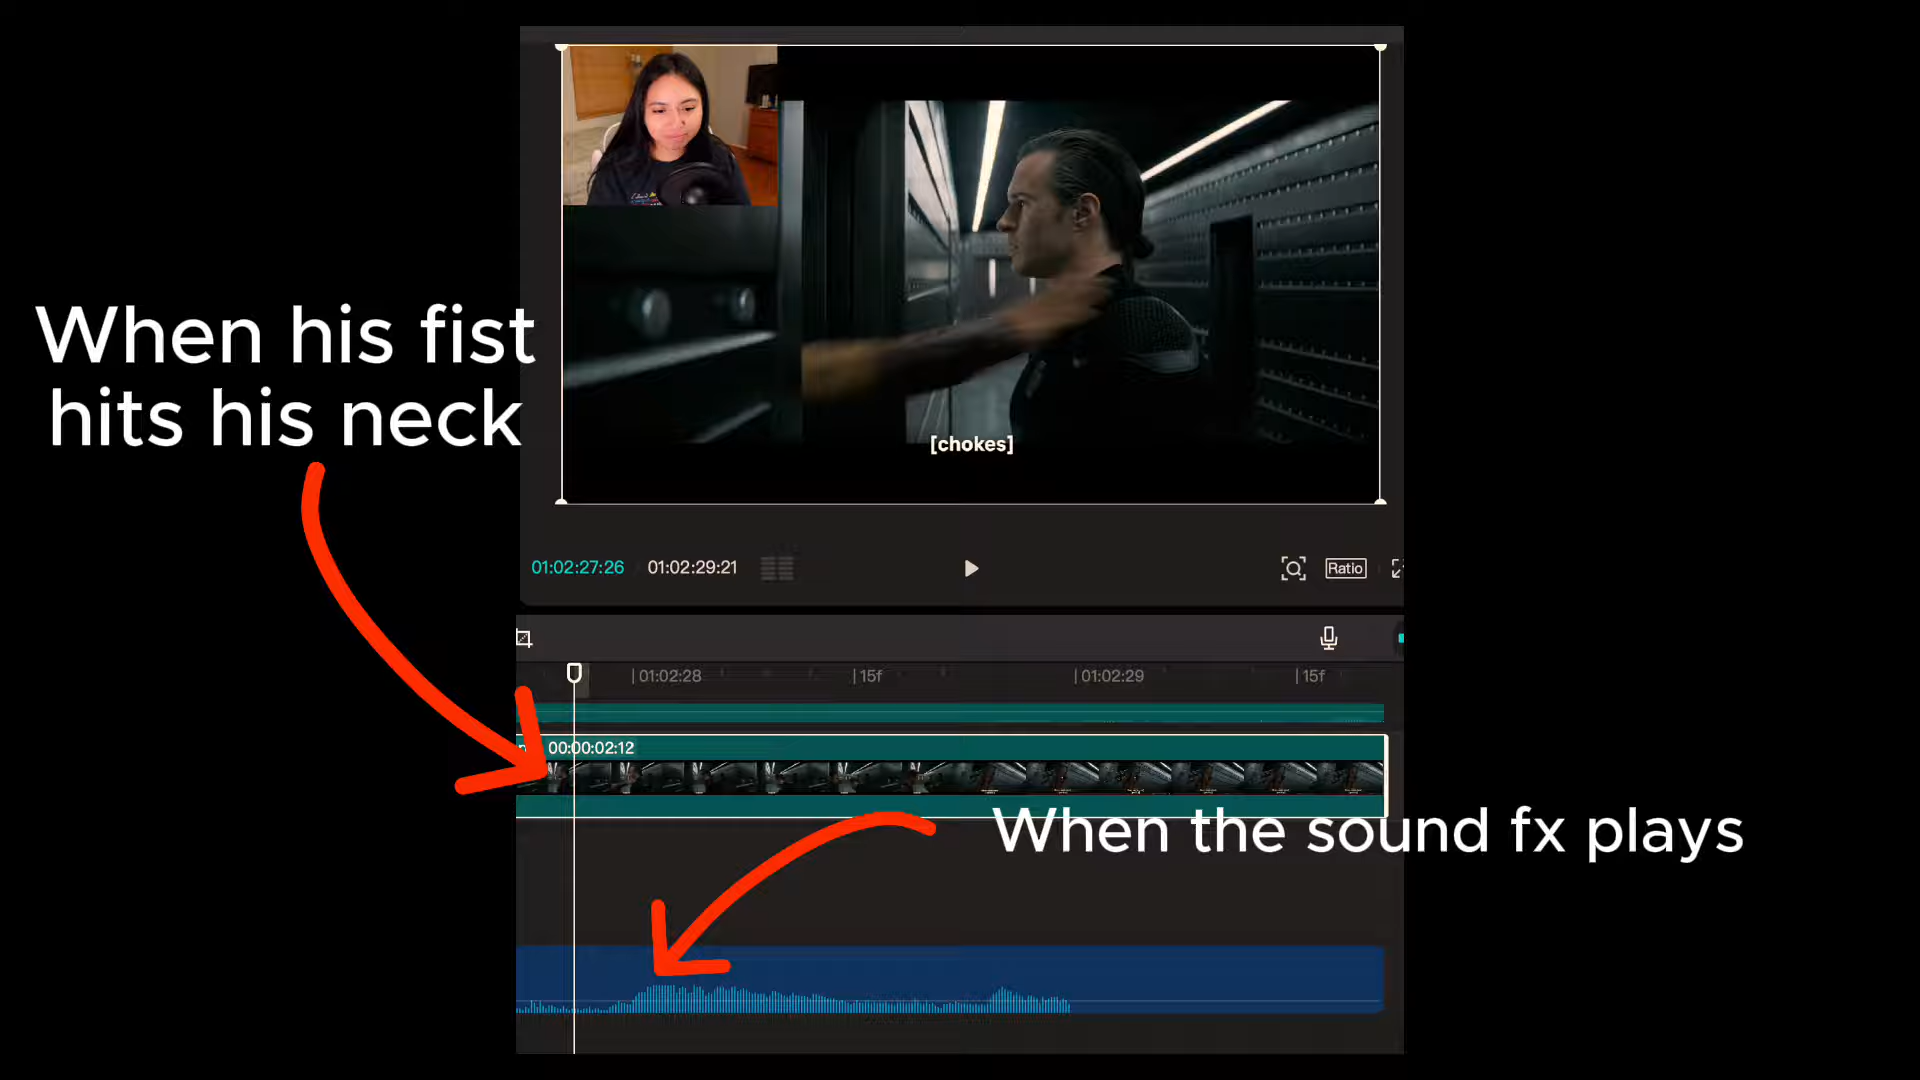 When his fist
hits his neck
[chokes]
01:02:27:26 01:02:29:21
Ratio
01:02:28 15f 01:02:29 15f
00:00:02:12
When the sound fx plays